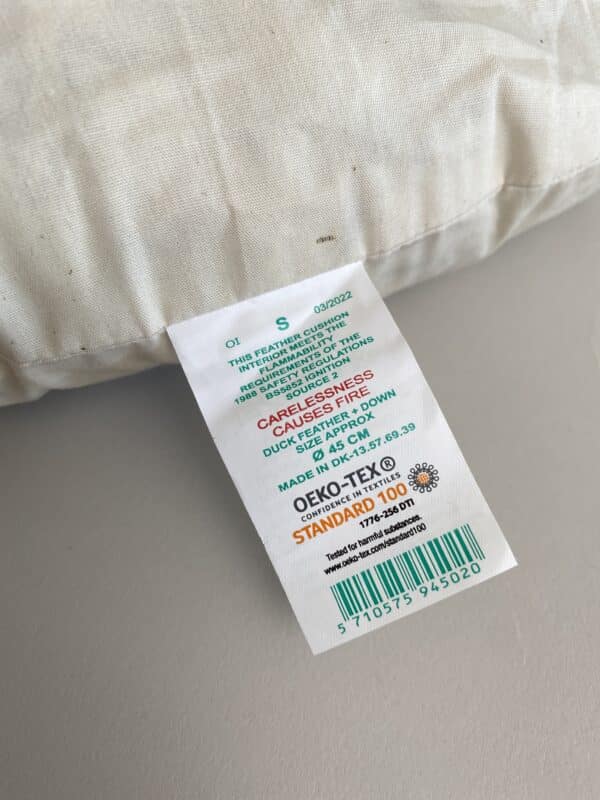 OI S 03/2022
THIS FEATHER CUSHION
INTERIOR MEETS THE
FLAMMABILITY
REQUIREMENTS OF THE
1988 SAFETY REGULATIONS
BS5852 IGNITION
SOURCE 2
CARELESSNESS
CAUSES FIRE
DUCK FEATHER + DOWN
SIZE APPROX
Ø 45 CM
MADE IN DK-13.57.69.39
OEKO-TEX®
CONFIDENCE IN TEXTILES
STANDARD 100
1776-256 DTI
Tested for harmful substances.
www.oeko-tex.com/standard100
5 710575 945020